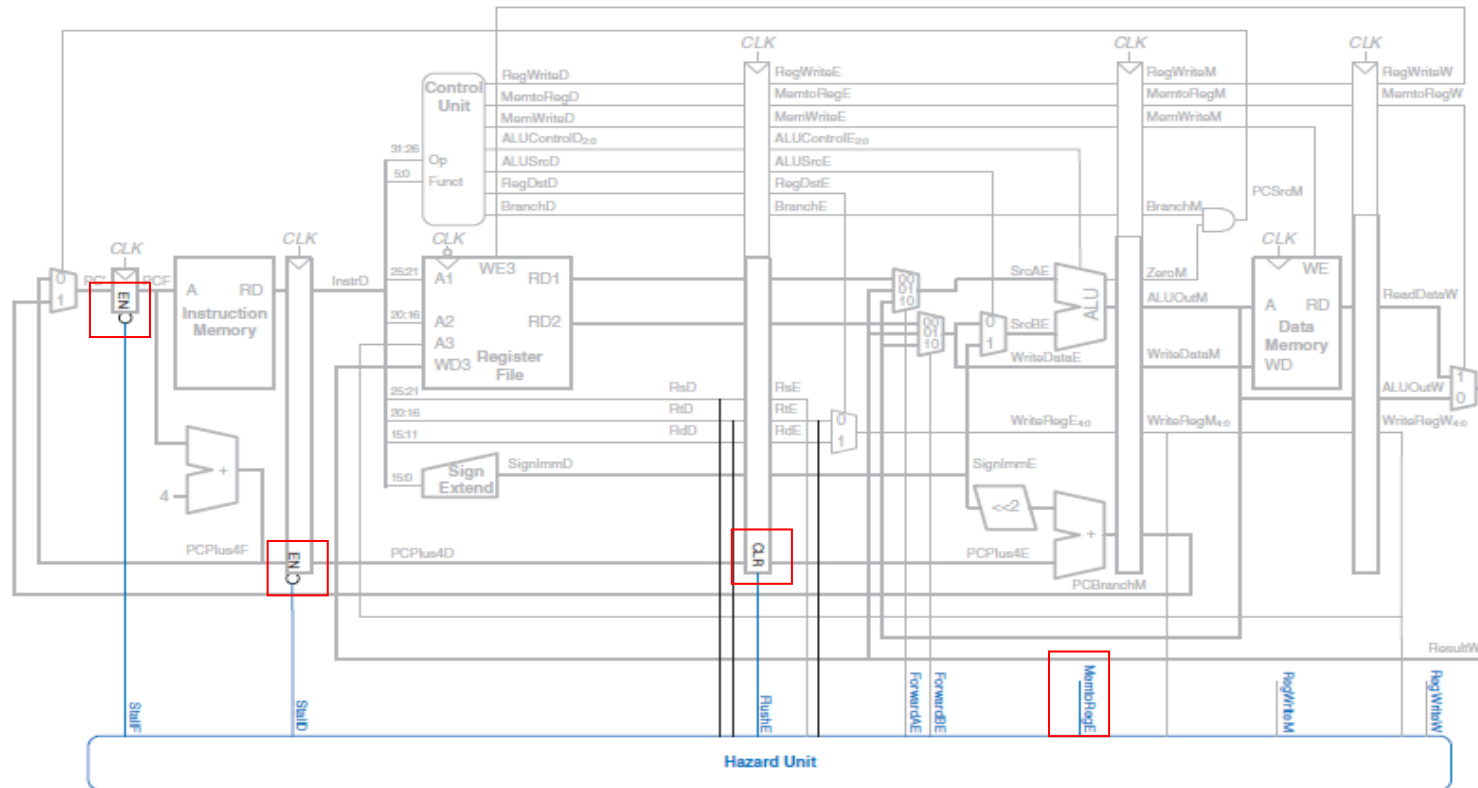 CLK CLK CLK
RegWriteD RegWriteE RegWriteM RegWriteW
Control Unit
MemtoRegD MemtoRegE MemtoRegM MemtoRegW
MemWriteD MemWriteE MemWriteM
ALUControlD2:0 ALUControlE2:0
31:26 Op ALUSrcD ALUSrcE
5:0 Funct RegDstD RegDstE PCSrcM
BranchD BranchE BranchM
CLK CLK CLK CLK
0 1 PC' PCF EN
A RD
Instruction Memory
InstrD
25:21 A1 WE3 RD1
20:16 A2 RD2
A3
WD3 Register File
00 01 10
00 01 10
SrcAE
0 1 SrcBE
ALU
ZeroM
ALUOutM
WriteDataE WriteDataM
WE
A RD
Data Memory
WD
ReadDataW
ALUOutW
1 0
25:21 RsD RsE
20:16 RtD RtE
15:11 RdD RdE
0 1
WriteRegE4:0 WriteRegM4:0 WriteRegW4:0
15:0 Sign Extend SignImmD SignImmE
+
4
<<2
+
PCPlus4F EN PCPlus4D CLR PCPlus4E
PCBranchM
ResultW
StallF StallD FlushE ForwardAE ForwardBE MemtoRegE RegWriteM RegWriteW
Hazard Unit